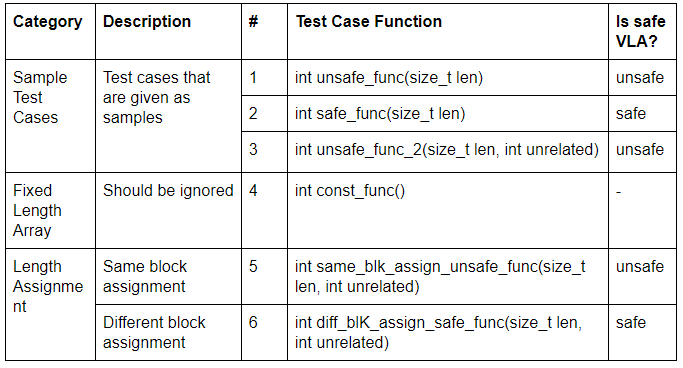 Category Description # Test Case Function Is safe
VLA?
Sample Test cases that 1 int unsafe_func(size_t len) unsafe
Test are given as
Cases samples
2 int safe_func(size_t len) safe
3 int unsafe_func_2(size_t len, int unrelated) unsafe
Fixed Should be ignored 4 int const_func() -
Length
Array
Length Same block 5 int same_blk_assign_unsafe_func(size_t unsafe
Assignme assignment len, int unrelated)
nt
Different block 6 int diff_blK_assign_safe_func(size_t len, safe
assignment int unrelated)